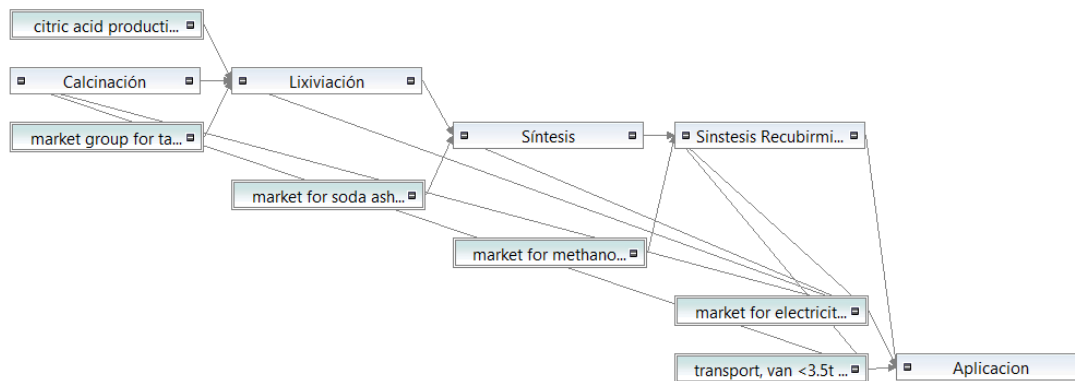 citric acid producti...
Calcinación
Lixiviación
market group for ta...
Síntesis
Sinstesis Recubirmi...
market for soda ash...
market for methano...
market for electricit...
transport, van <3.5t ...
Aplicacion